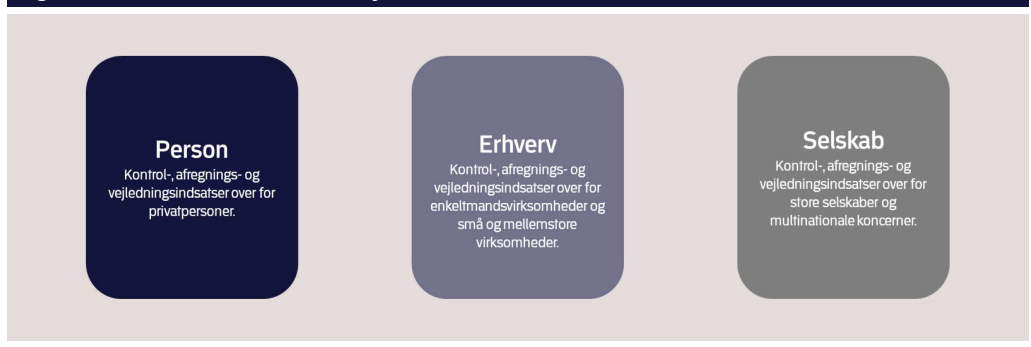 Person
Kontrol-, afregnings- og
vejledningsindsatser over for
privatpersoner.
Erhverv
Kontrol-, afregnings- og
vejledningsindsatser over for
enkeltmandsvirksomheder og
små og mellemstore
virksomheder.
Selskab
Kontrol-, afregnings- og
vejledningsindsatser over for
store selskaber og
multinationale koncerner.